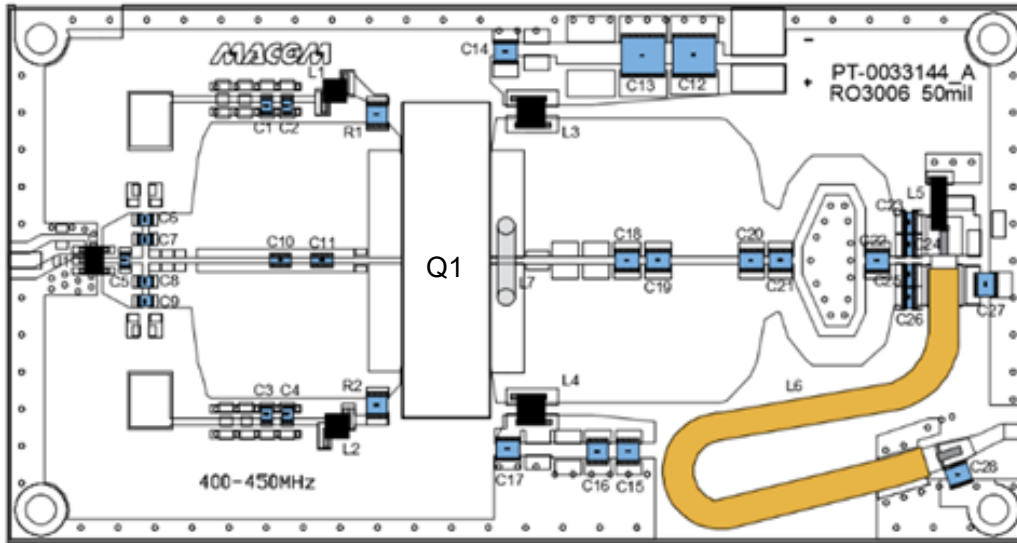 MACOM
C14
C13
C12
-
+
PT-0033144_A
RO3006 50mil
L1
C1
C2
R1
L3
C6
C7
C5
C8
C9
C10
C11
Q1
L7
C18
C19
C20
C21
C22
C23
C24
C25
C26
L5
C27
L6
C3
C4
R2
L2
L4
C17
C16
C15
C28
400-450MHz